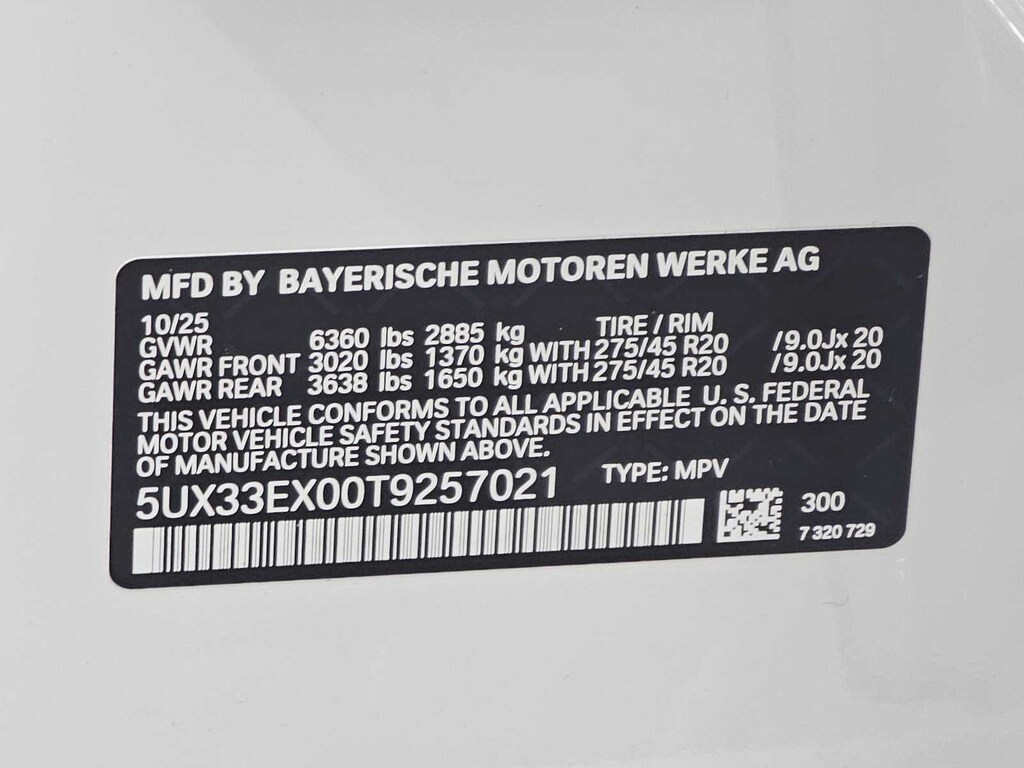 MFD BY BAYERISCHE MOTOREN WERKE AG
10/25 TIRE / RIM
GVWR 6360 lbs 2885 kg
GAWR FRONT 3020 lbs 1370 kg WITH 275/45 R20 /9.0Jx 20
GAWR REAR 3638 lbs 1650 kg WITH 275/45 R20 /9.0Jx 20
THIS VEHICLE CONFORMS TO ALL APPLICABLE U. S. FEDERAL
MOTOR VEHICLE SAFETY STANDARDS IN EFFECT ON THE DATE
OF MANUFACTURE SHOWN ABOVE.
5UX33EX00T9257021 TYPE: MPV
300
7 320 729